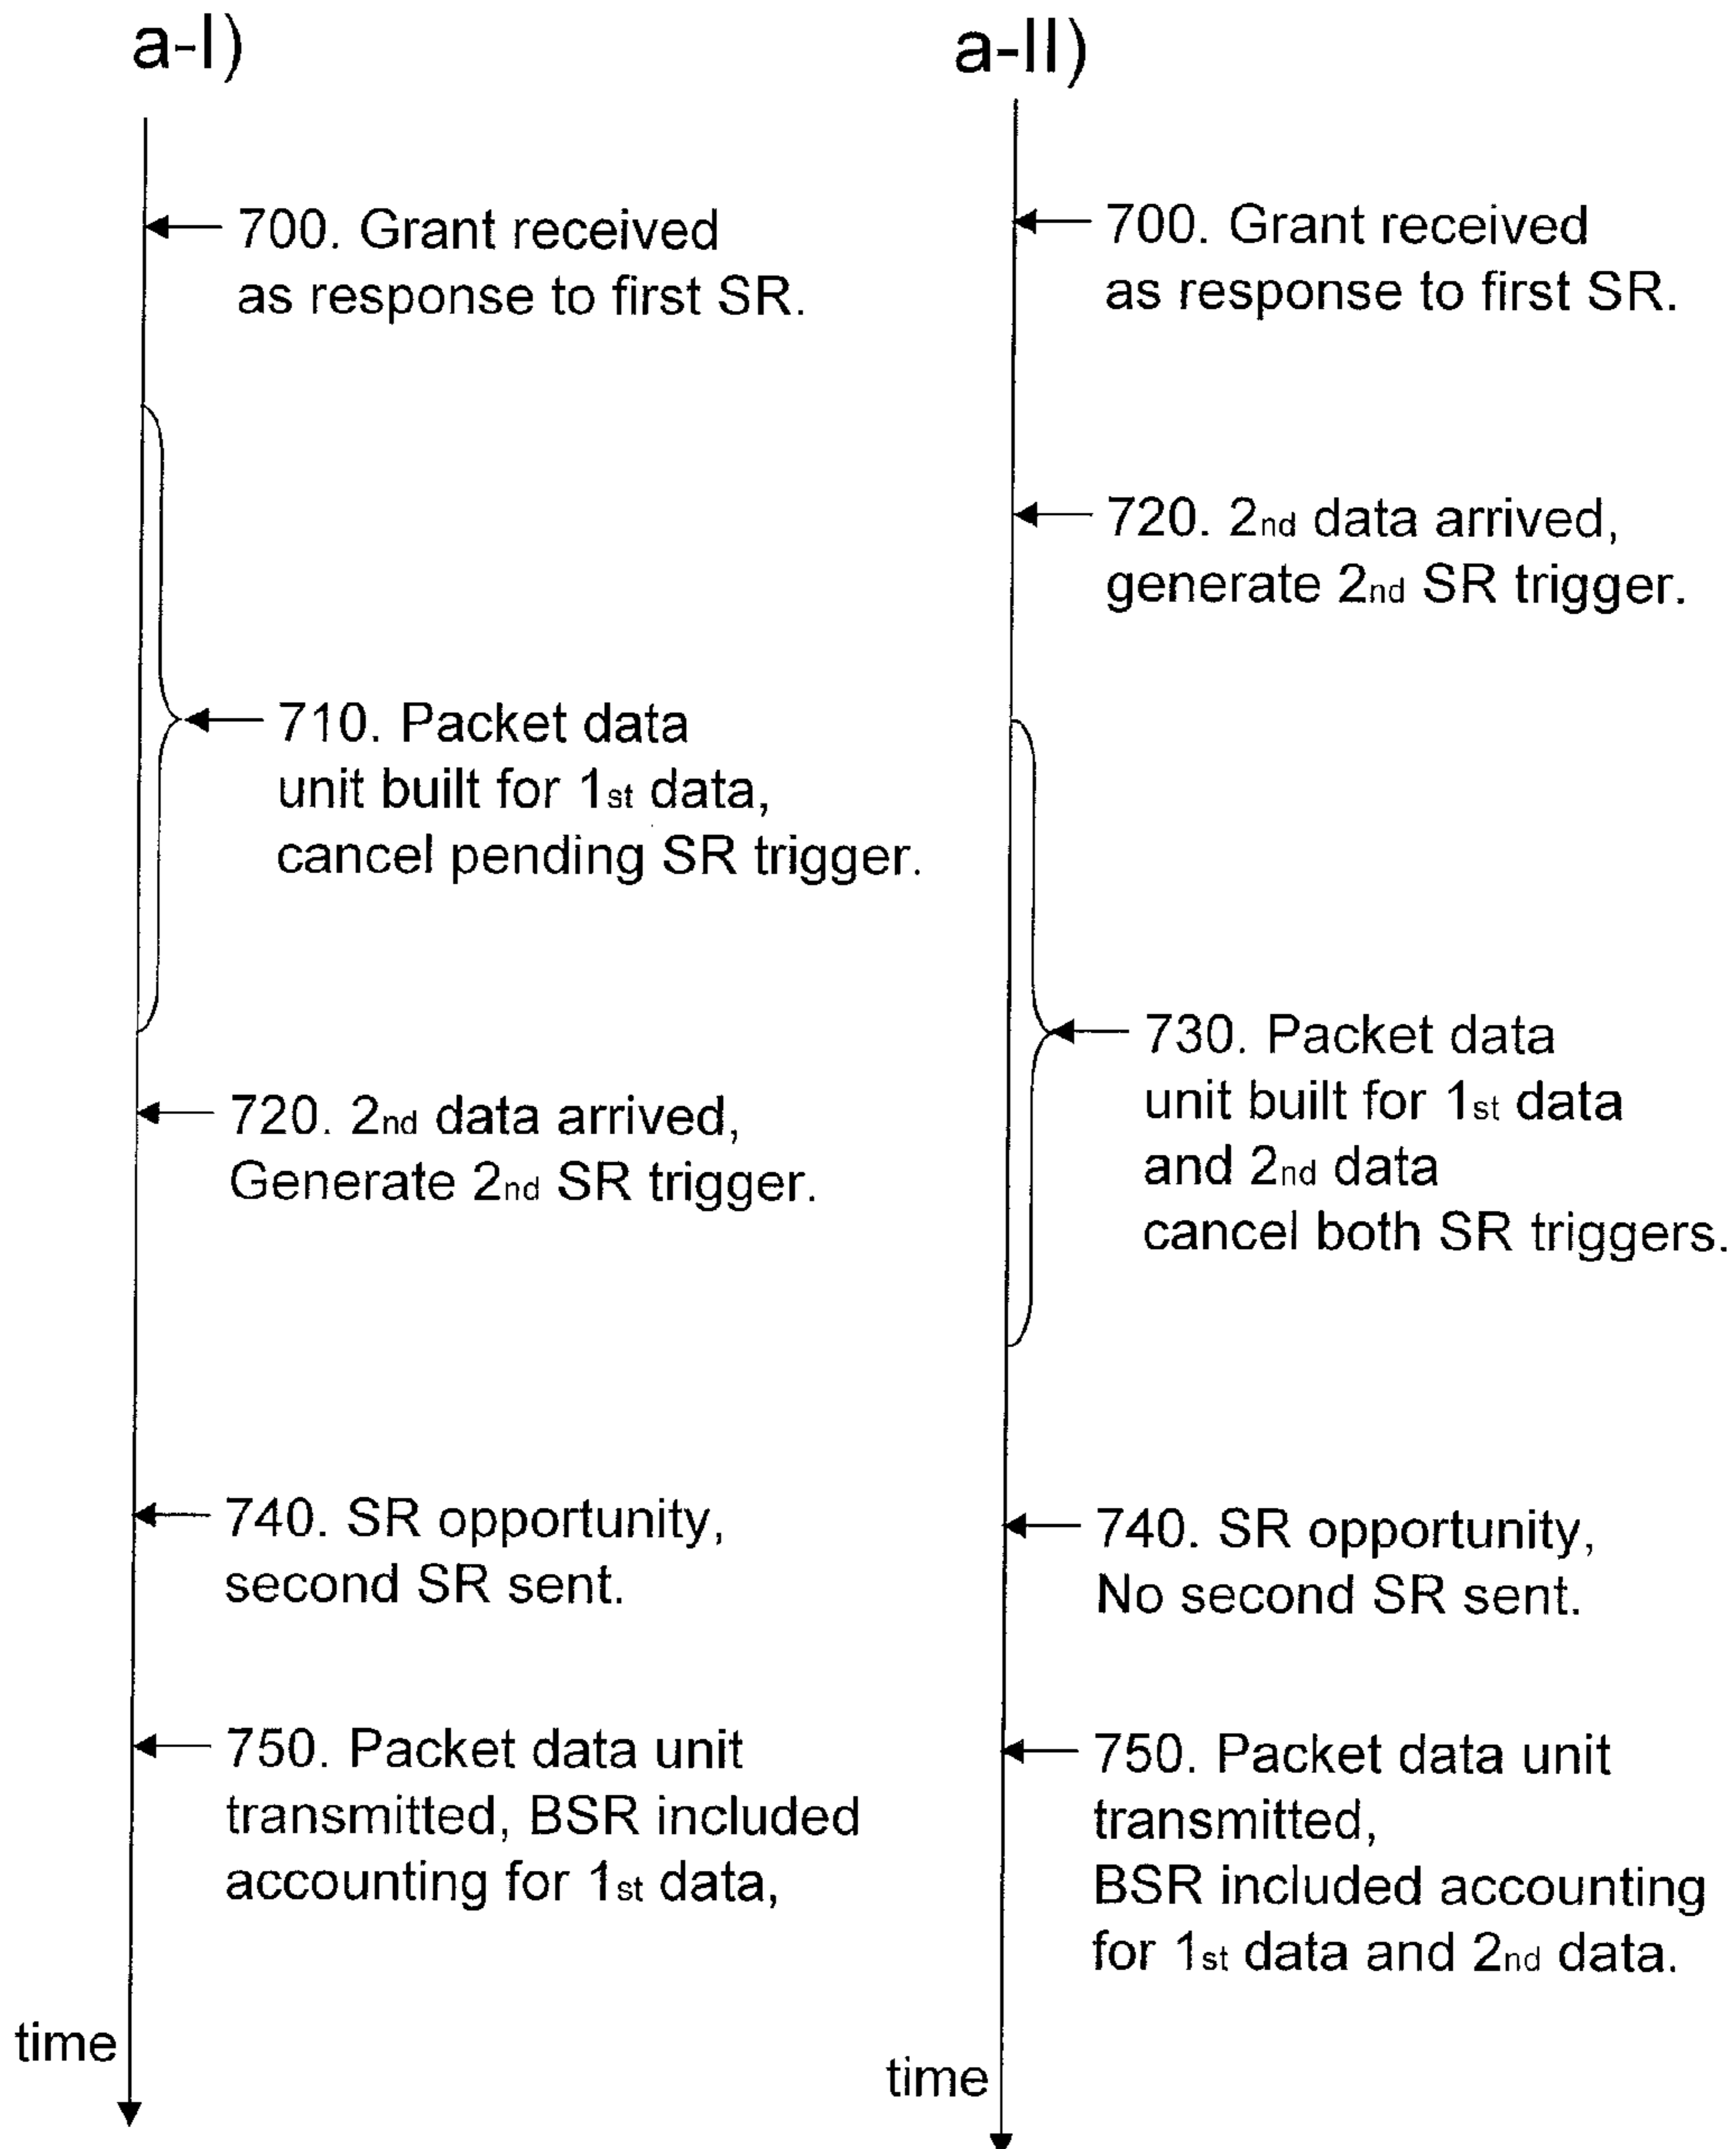 a-I)
700. Grant received
as response to first SR.
710. Packet data
unit built for 1st data,
cancel pending SR trigger.
720. 2nd data arrived,
Generate 2nd SR trigger.
740. SR opportunity,
second SR sent.
750. Packet data unit
transmitted, BSR included
accounting for 1st data,
time
a-II)
700. Grant received
as response to first SR.
720. 2nd data arrived,
generate 2nd SR trigger.
730. Packet data
unit built for 1st data
and 2nd data
cancel both SR triggers.
740. SR opportunity,
No second SR sent.
750. Packet data unit
transmitted,
BSR included accounting
for 1st data and 2nd data.
time